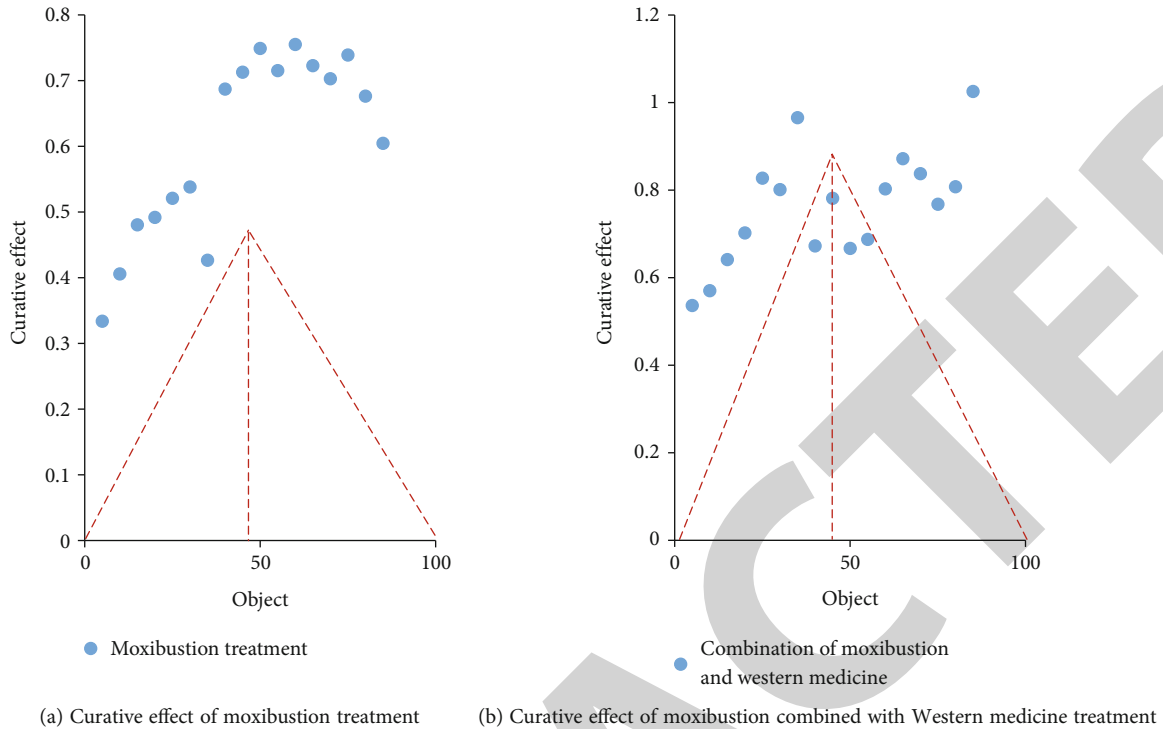 0.8
0.7
0.6
0.5
0.4
0.3
0.2
0.1
0
Curative effect
0 50 100
Object
Moxibustion treatment
(a) Curative effect of moxibustion treatment
1.2
1
0.8
0.6
0.4
0.2
0
Curative effect
0 50 100
Object
Combination of moxibustion
and western medicine
(b) Curative effect of moxibustion combined with Western medicine treatment
ACTE